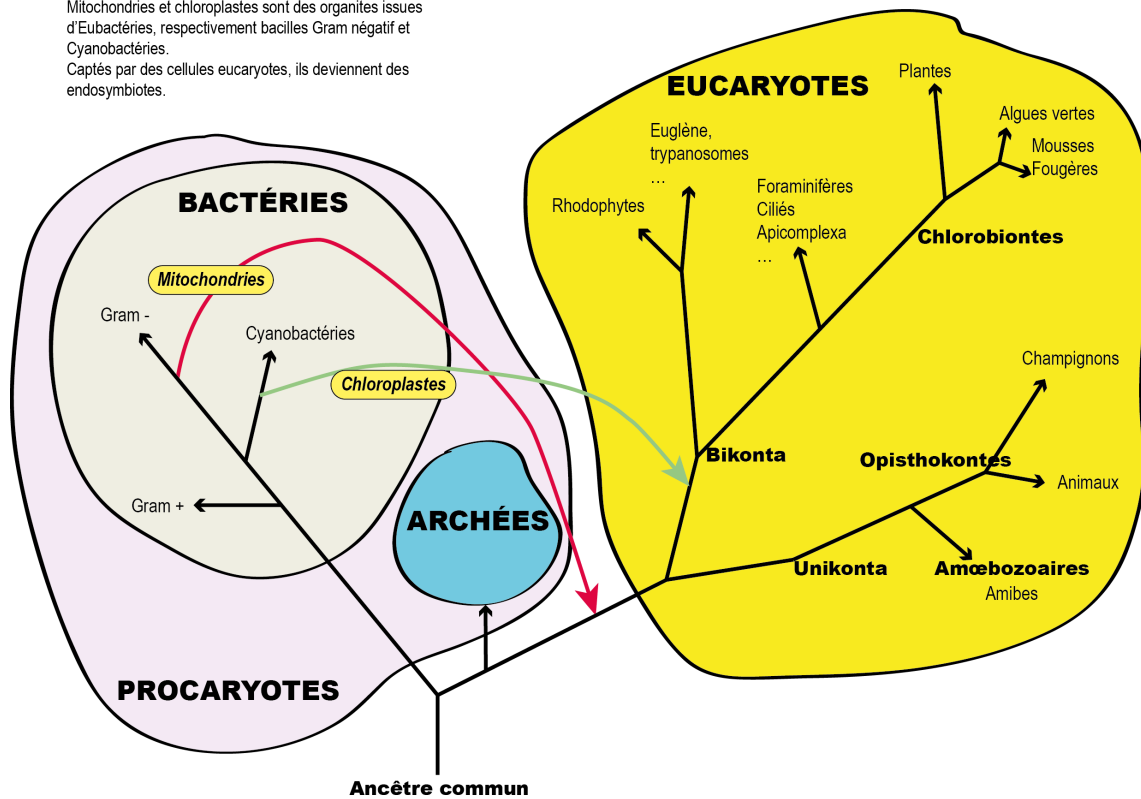 Mitochondries et chloroplastes sont des organites issues
d’Eubactéries, respectivement bacilles Gram négatif et
Cyanobactéries.
Captés par des cellules eucaryotes, ils deviennent des
endosymbiotes.
EUCARYOTES
Plantes
Algues vertes
Mousses
Fougères
Euglène,
trypanosomes
...
Foraminifères
Ciliés
Apicomplexa
...
Rhodophytes
Chlorobiontes
BACTÉRIES
Mitochondries
Gram -
Cyanobactéries
Chloroplastes
Gram +
ARCHÉES
Champignons
Bikonta
Opisthokontes
Animaux
Unikonta
Amœbozoaires
Amibes
PROCARYOTES
Ancêtre commun